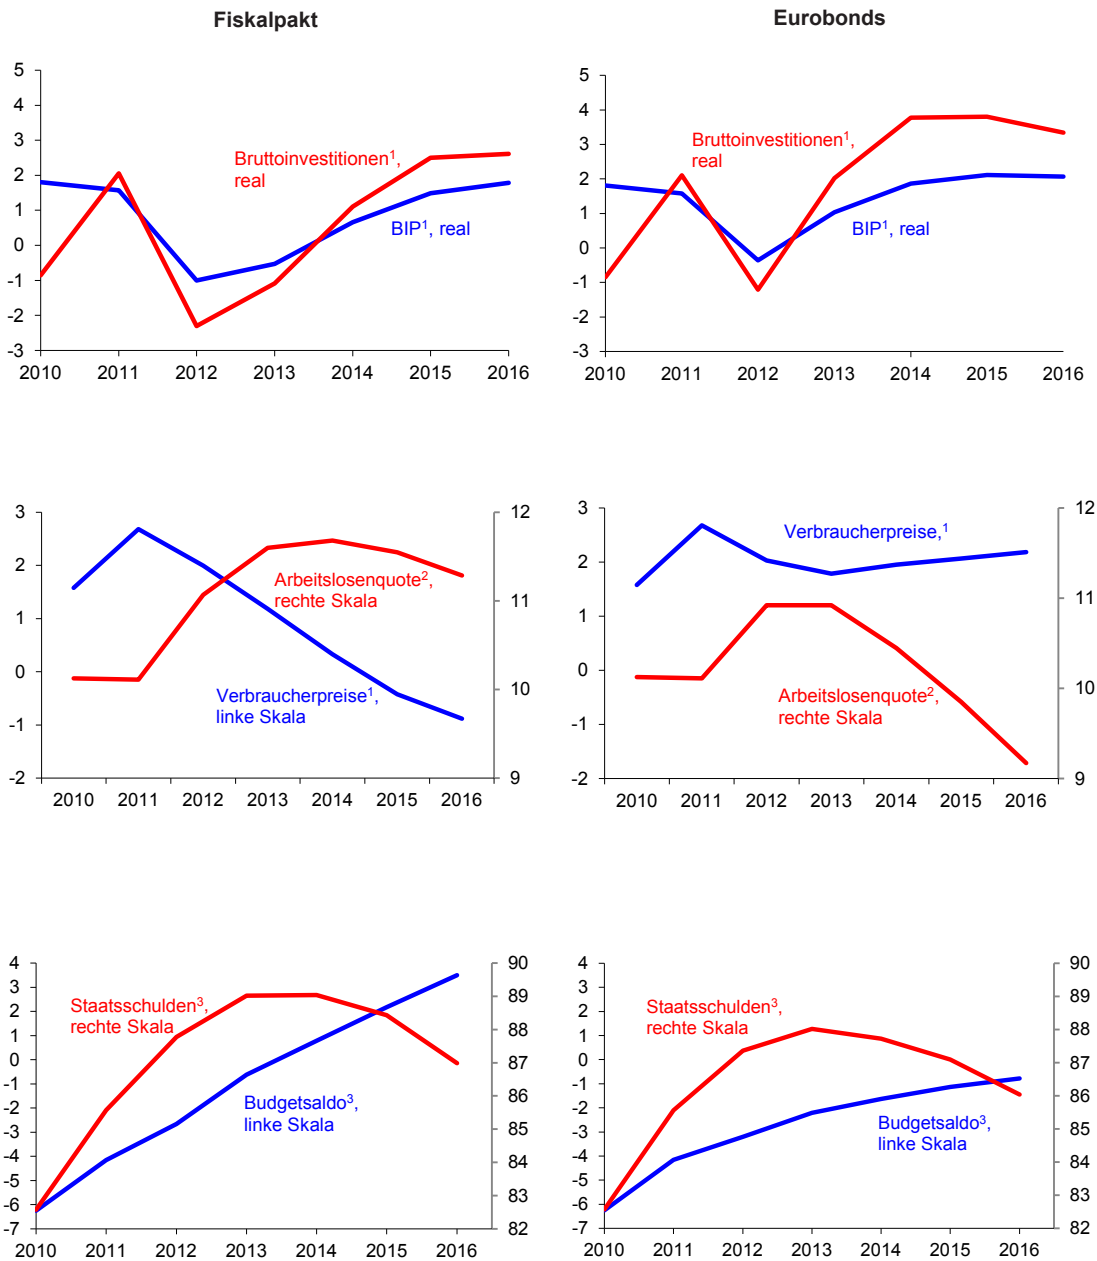 Fiskalpakt
Eurobonds
5
4
3
2
1
0
-1
-2
-3
Bruttoinvestitionen¹,
real
BIP¹, real
2010 2011 2012 2013 2014 2015 2016
5
4
3
2
1
0
-1
-2
-3
Bruttoinvestitionen¹,
real
BIP¹, real
2010 2011 2012 2013 2014 2015 2016
3
2
1
0
-1
-2
12
11
10
9
Arbeitslosenquote²,
rechte Skala
Verbraucherpreise¹,
linke Skala
2010 2011 2012 2013 2014 2015 2016
3
2
1
0
-1
-2
12
11
10
9
Verbraucherpreise,¹
Arbeitslosenquote²,
rechte Skala
2010 2011 2012 2013 2014 2015 2016
4
3
2
1
0
-1
-2
-3
-4
-5
-6
-7
90
89
88
87
86
85
84
83
82
Staatsschulden³,
rechte Skala
Budgetsaldo³,
linke Skala
2010 2011 2012 2013 2014 2015 2016
4
3
2
1
0
-1
-2
-3
-4
-5
-6
-7
90
89
88
87
86
85
84
83
82
Staatsschulden³,
rechte Skala
Budgetsaldo³,
linke Skala
2010 2011 2012 2013 2014 2015 2016